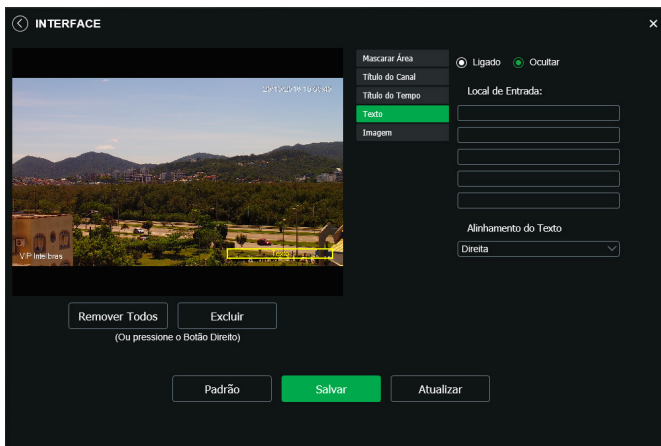 INTERFACE
Mascarar Área
Título do Canal
Título do Tempo
Texto
Imagem
Ligado
Ocultar
Local de Entrada:
Alinhamento do Texto
Direita
VIP Intelbras
Texto
Remover Todos
Excluir
(Ou pressione o Botão Direito)
Padrão
Salvar
Atualizar